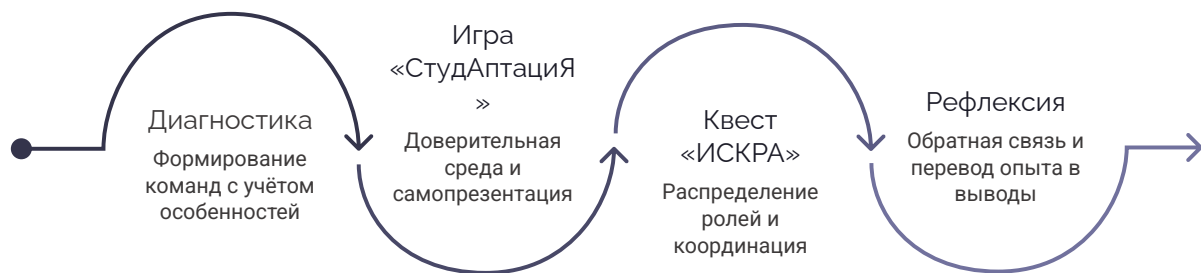 Диагностика
Формирование
команд с учётом
особенностей
Игра
«СтудАптациЯ
»
Доверительная
среда и
самопрезентация
Квест
«ИСКРА»
Распределение
ролей и
координация
Рефлексия
Обратная связь и
перевод опыта в
выводы